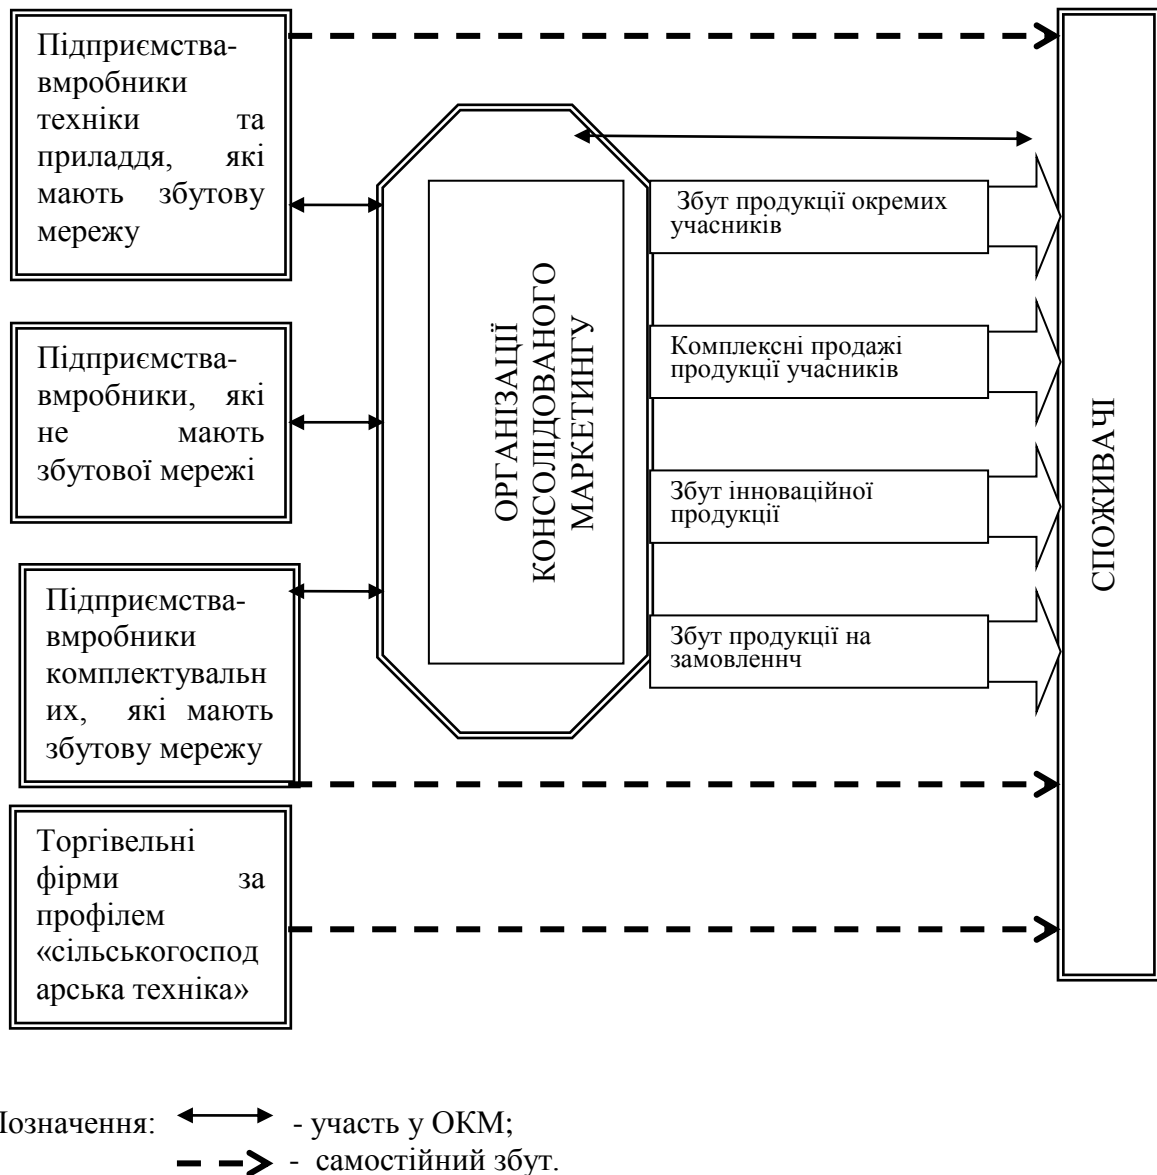 Підприємства-
вмробники
техніки та
приладдя, які
мають збутову
мережу
Підприємства-
вмробники, які
не мають
збутової мережі
Підприємства-
вмробники
комплектувальн
их, які мають
збутову мережу
Торгівельні
фірми за
профілем
«сільськогоспод
арська техніка»
ОРГАНІЗАЦІЇ
КОНСОЛІДОВАНОГО
МАРКЕТИНГУ
Збут продукції окремих
учасників
Комплексні продажі
продукції учасників
Збут інноваційної
продукції
Збут продукції на
замовленнч
СПОЖИВАЧІ
Позначення: - участь у ОКМ;
- самостійний збут.